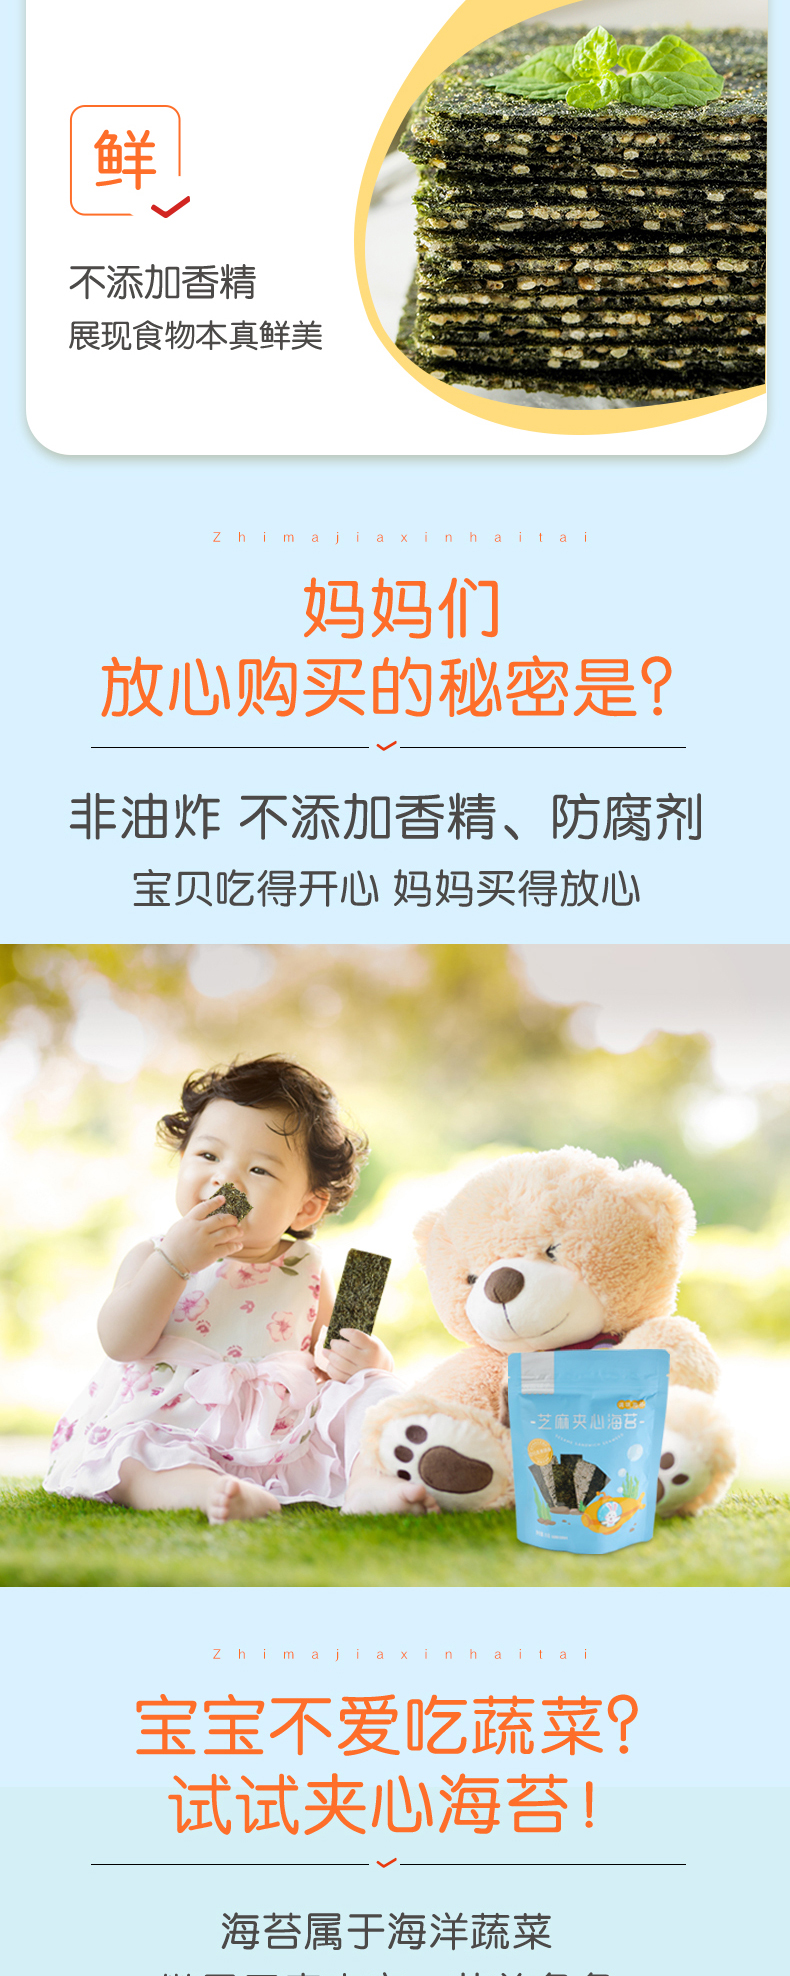 鲜
不添加香精
展现食物本真鲜美
Zhimajiaxinhaitai
妈妈们
放心购买的秘密是?
非油炸 不添加香精、防腐剂
宝贝吃得开心 妈妈买得放心
芝麻夹心海苔
Zhimajiaxinhaitai
宝宝不爱吃蔬菜?
试试夹心海苔!
海苔属于海洋蔬菜